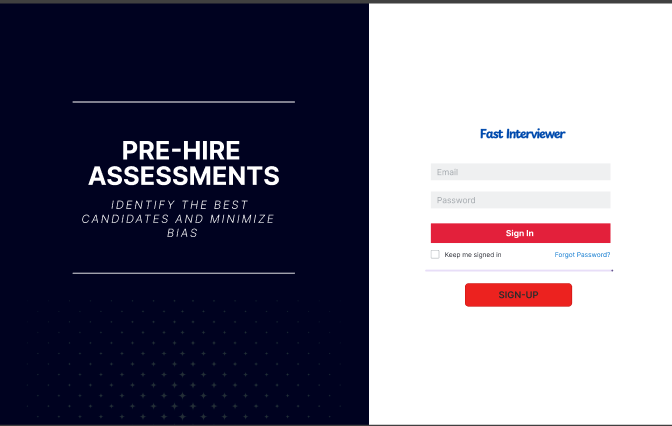 PRE-HIRE
ASSESSMENTS
IDENTIFY THE BEST
CANDIDATES AND MINIMIZE
BIAS
Fast Interviewer
Email
Password
Sign In
Keep me signed in
Forgot Password?
SIGN-UP